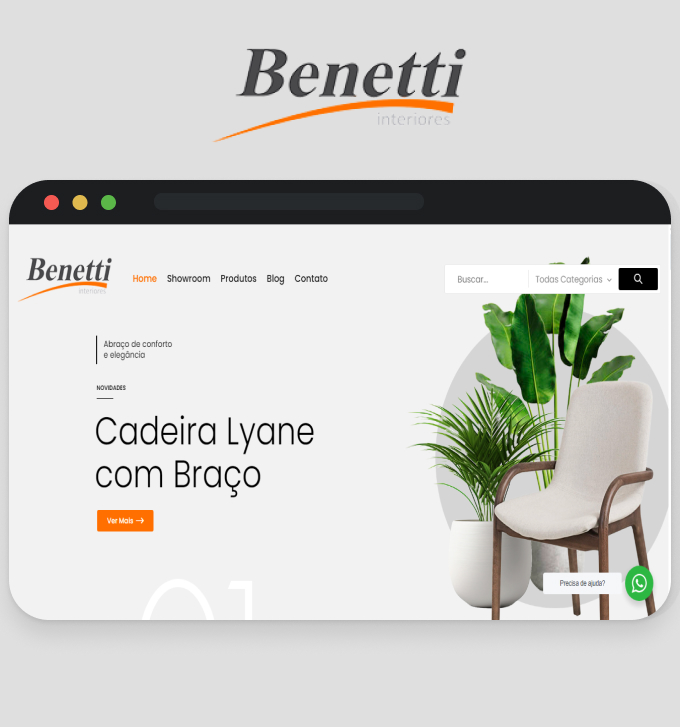 Benetti
interiores
Benetti
interiores
Home Showroom Produtos Blog Contato
Buscar... Todas Categorias
Abraço de conforto
e elegância
NOVIDADES
Cadeira Lyane
com Braço
Ver Mais
01
Precisa de ajuda?